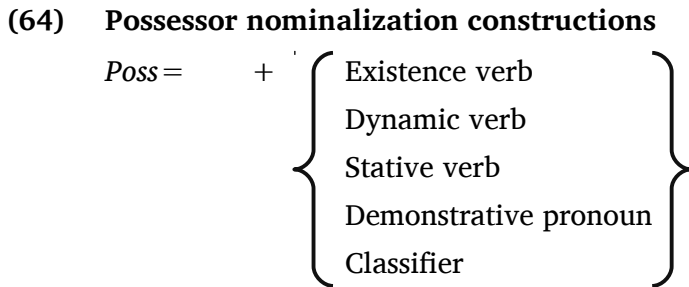 (64) Possessor nominalization constructions
Poss= + Existence verb
Dynamic verb
Stative verb
Demonstrative pronoun
Classifier